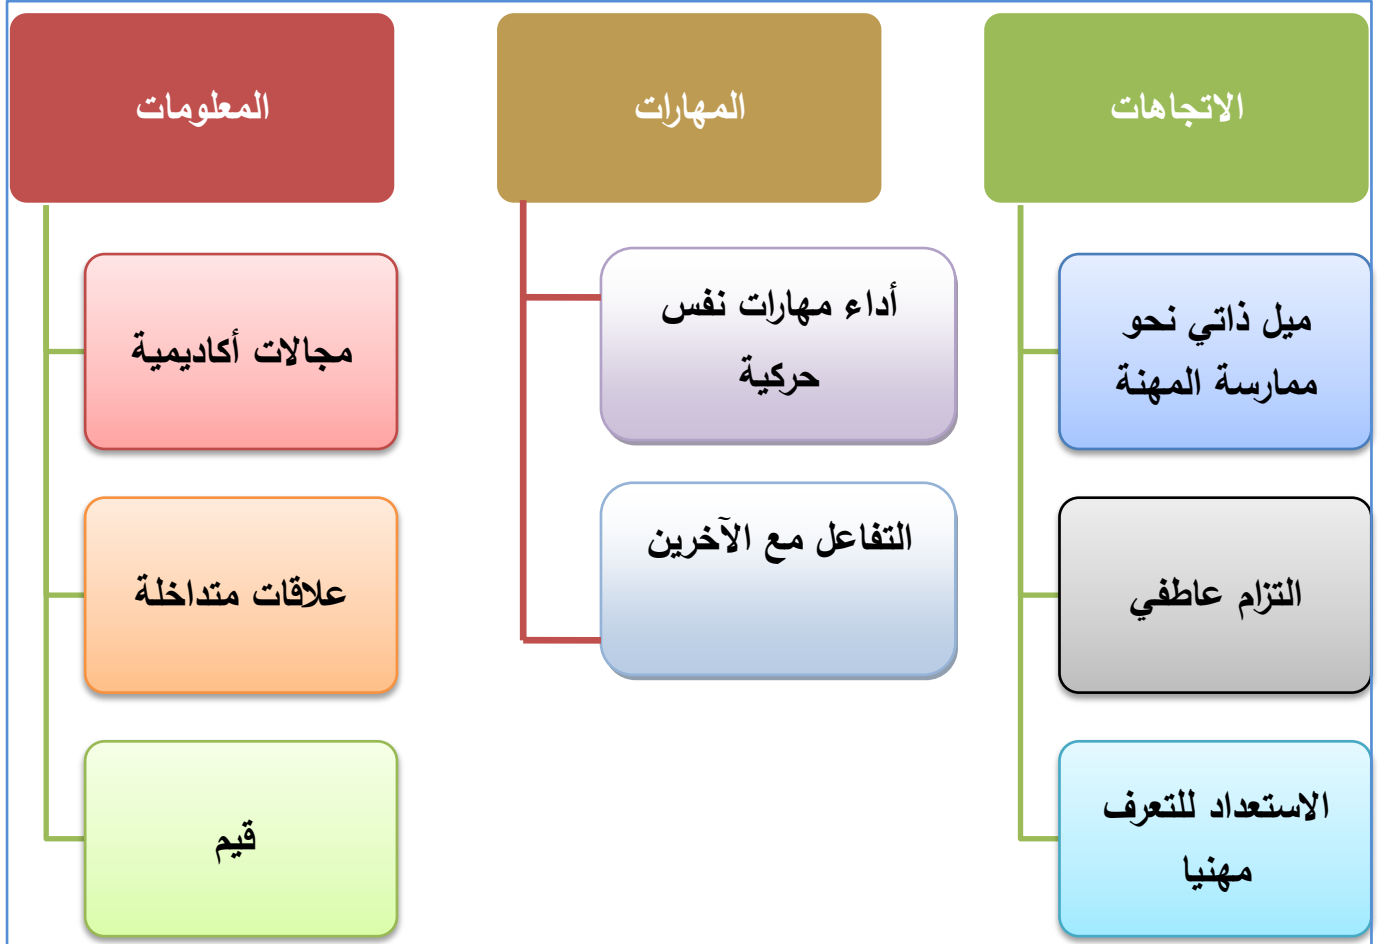 الاتجاهات
ميل ذاتي نحو
ممارسة المهنة
التزام عاطفي
الاستعداد للتعرف
مهنيا
المهارات
أداء مهارات نفس
حركية
التفاعل مع الآخرين
المعلومات
مجالات أكاديمية
علاقات متداخلة
قيم